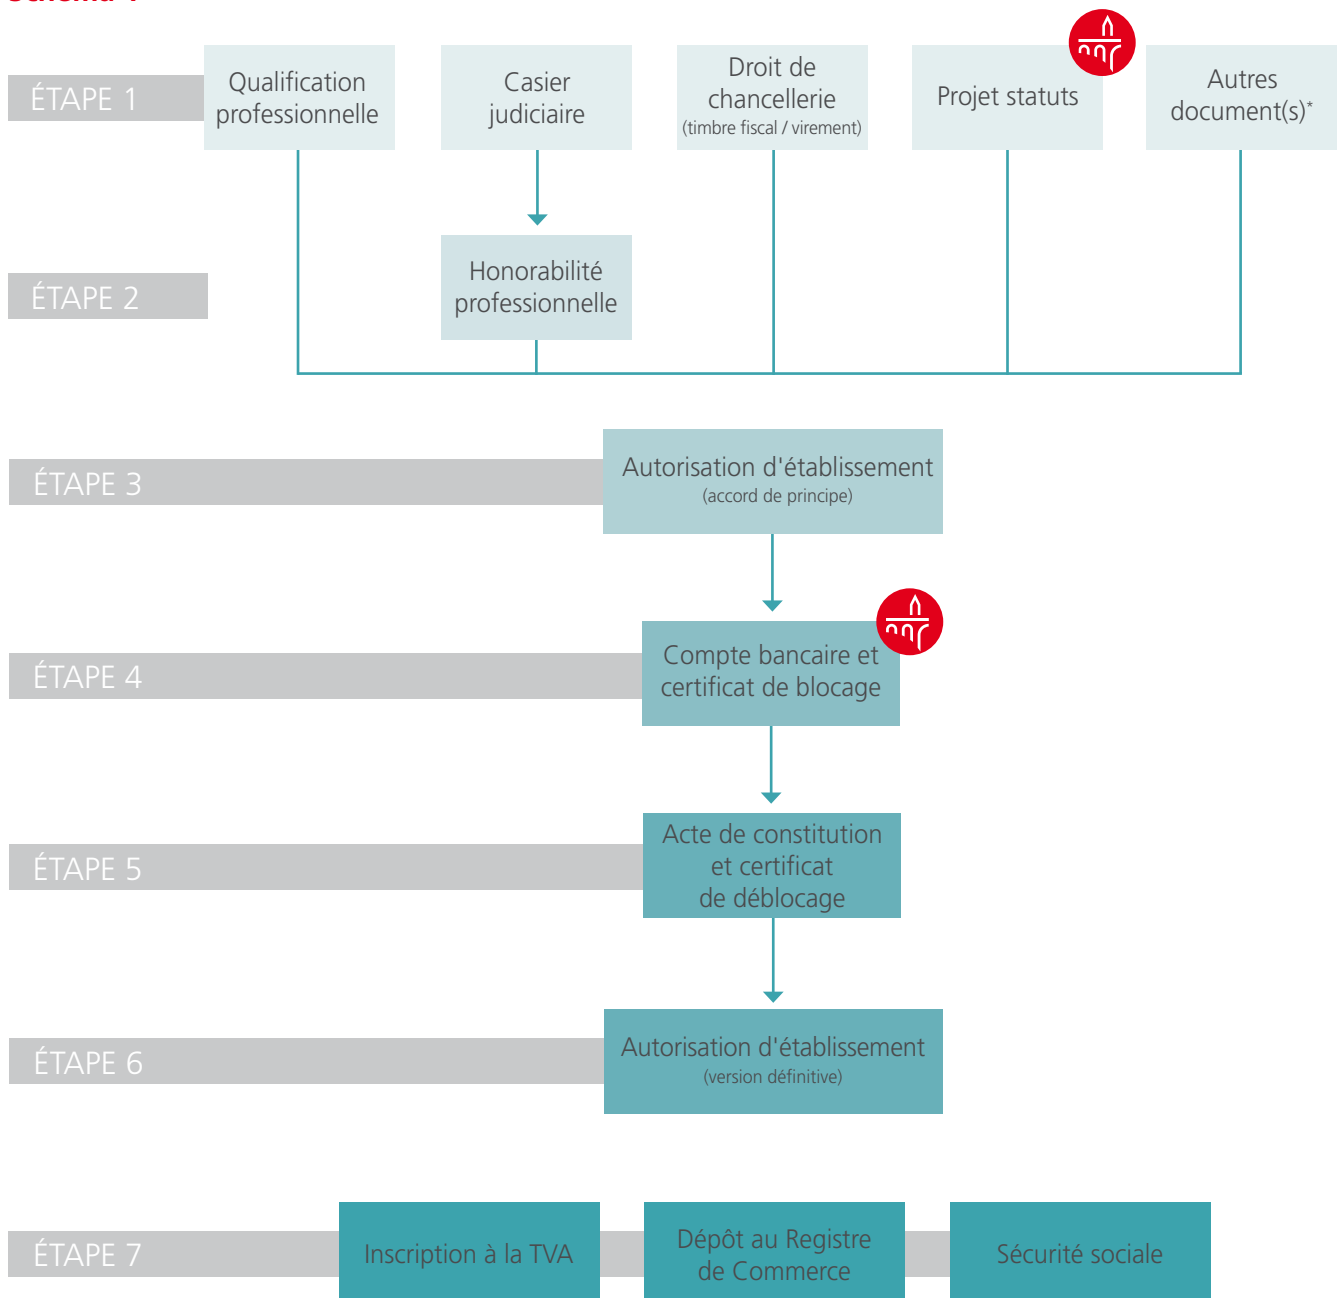 ÉTAPE 1
Qualification
professionnelle
Casier
judiciaire
Droit de
chancellerie
(timbre fiscal / virement)
Projet statuts
Autres
document(s)*
ÉTAPE 2
Honorabilité
professionnelle
ÉTAPE 3
Autorisation d'établissement
(accord de principe)
ÉTAPE 4
Compte bancaire et
certificat de blocage
ÉTAPE 5
Acte de constitution
et certificat
de déblocage
ÉTAPE 6
Autorisation d'établissement
(version définitive)
ÉTAPE 7
Inscription à la TVA
Dépôt au Registre
de Commerce
Sécurité sociale